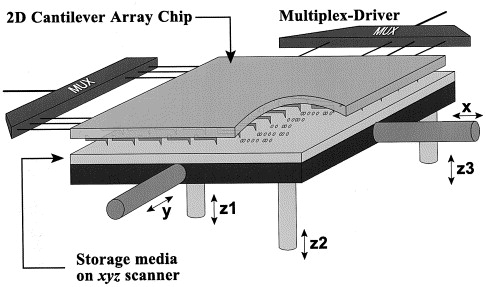 2D Cantilever Array Chip
Multiplex-Driver
MUX
MUX
x
z3
y
z1
z2
Storage media
on xyz scanner